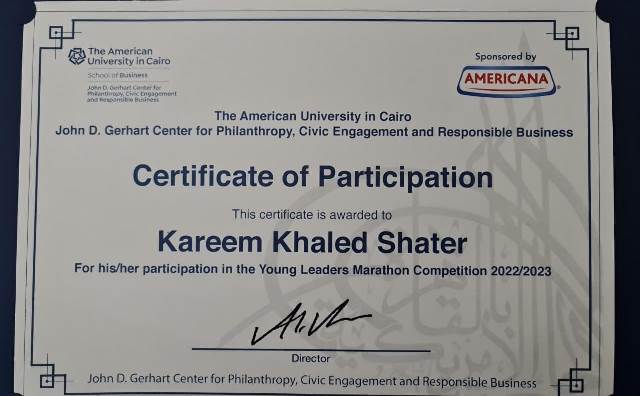 The American
University in Cairo
School of Business
John D. Gerhart Center for
Philanthropy, Civic Engagement
and Responsible Business
Sponsored by
AMERICANA
The American University in Cairo
John D. Gerhart Center for Philanthropy, Civic Engagement and Responsible Business
Certificate of Participation
This certificate is awarded to
Kareem Khaled Shater
For his/her participation in the Young Leaders Marathon Competition 2022/2023
Director
John D. Gerhart Center for Philanthropy, Civic Engagement and Responsible Business